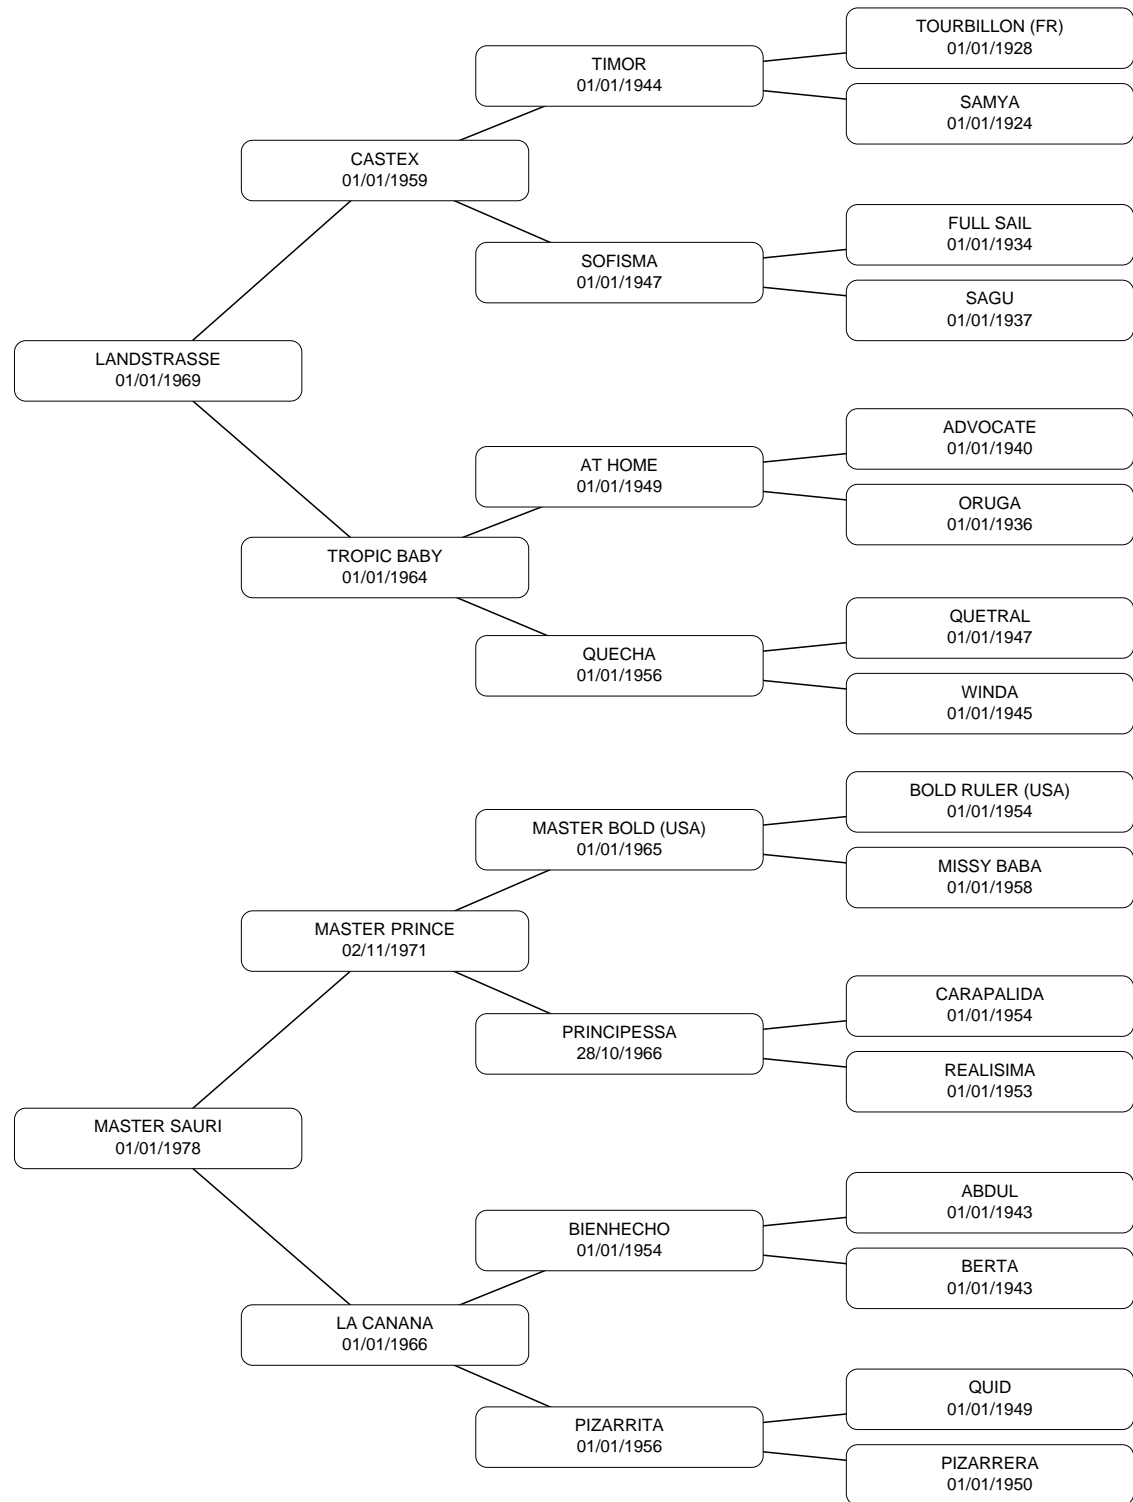 TOURBILLON (FR)
01/01/1928
TIMOR
01/01/1944
SAMYA
01/01/1924
CASTEX
01/01/1959
FULL SAIL
01/01/1934
SOFISMA
01/01/1947
SAGU
01/01/1937
LANDSTRASSE
01/01/1969
ADVOCATE
01/01/1940
AT HOME
01/01/1949
ORUGA
01/01/1936
TROPIC BABY
01/01/1964
QUETRAL
01/01/1947
QUECHA
01/01/1956
WINDA
01/01/1945
BOLD RULER (USA)
01/01/1954
MASTER BOLD (USA)
01/01/1965
MISSY BABA
01/01/1958
MASTER PRINCE
02/11/1971
CARAPALIDA
01/01/1954
PRINCIPESSA
28/10/1966
REALISIMA
01/01/1953
MASTER SAURI
01/01/1978
ABDUL
01/01/1943
BIENHECHO
01/01/1954
BERTA
01/01/1943
LA CANANA
01/01/1966
QUID
01/01/1949
PIZARRITA
01/01/1956
PIZARRERA
01/01/1950